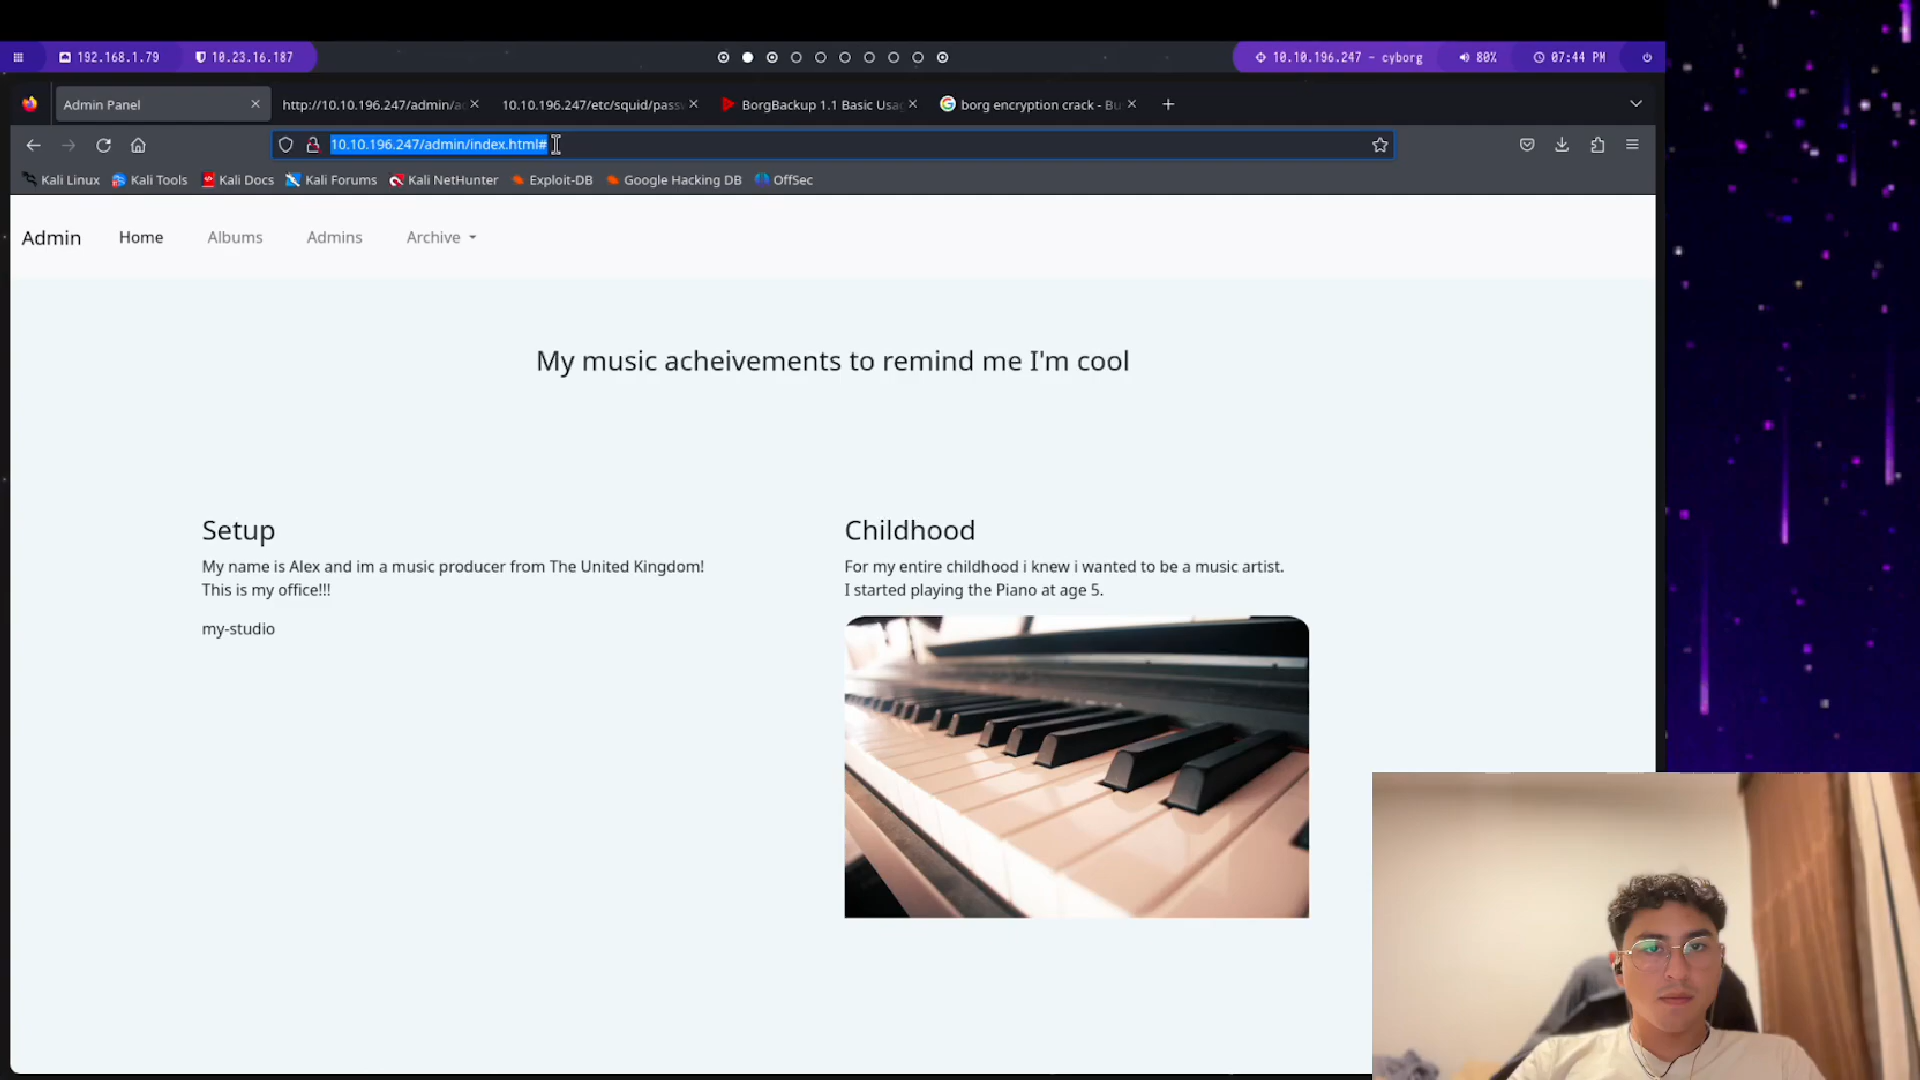 192.168.1.79
10.23.16.187
10.10.196.247 - cyborg
80%
07:44 PM
Admin Panel
http://10.10.196.247/admin/a
10.10.196.247/etc/squid/pass
BorgBackup 1.1 Basic Usa
borg encryption crack - Bu
10.10.196.247/admin/index.html#
Kali Linux
Kali Tools
Kali Docs
Kali Forums
Kali NetHunter
Exploit-DB
Google Hacking DB
OffSec
Admin
Home
Albums
Admins
Archive
My music acheivements to remind me I'm cool
Setup
My name is Alex and im a music producer from The United Kingdom!
This is my office!!!
my-studio
Childhood
For my entire childhood i knew i wanted to be a music artist.
I started playing the Piano at age 5.